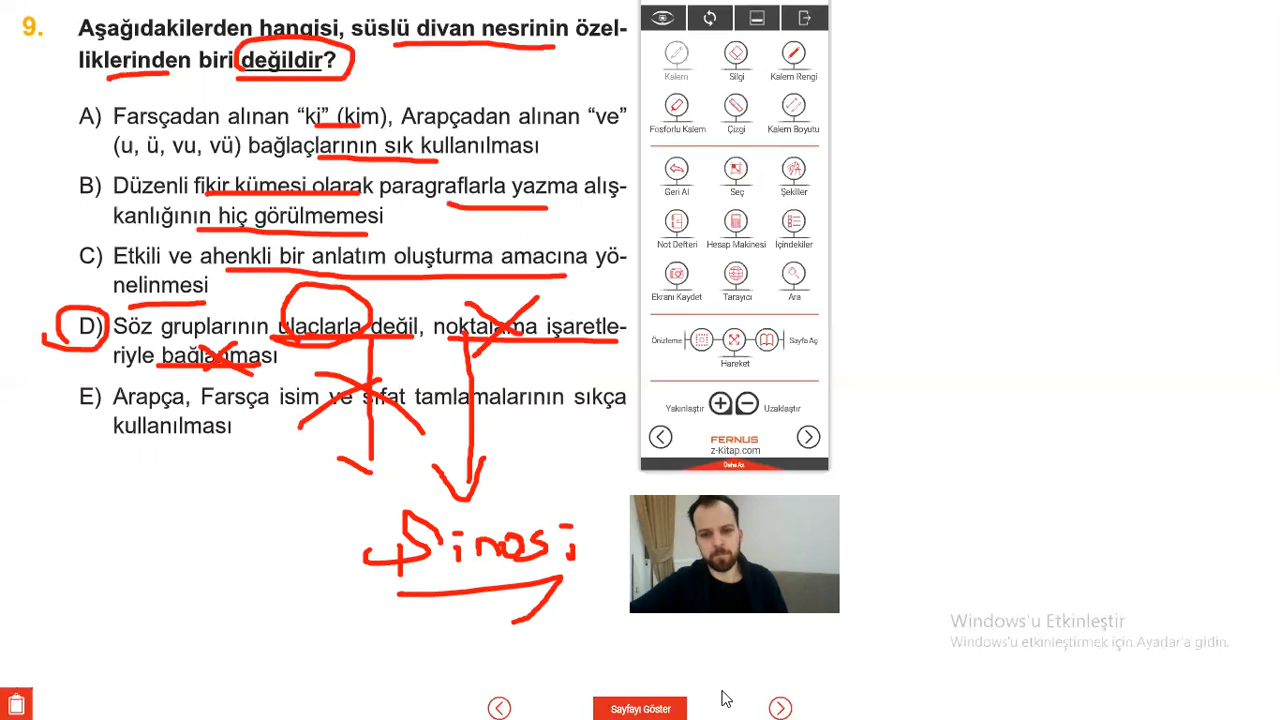 9. Aşağıdakilerden hangisi, süslü divan nesrinin özel-
liklerinden biri değildir?
A) Farsçadan alınan “ki” (kim), Arapçadan alınan “ve”
(u, ü, vu, vü) bağlaçlarının sık kullanılması
B) Düzenli fikir kümesi olarak paragraflarla yazma alış-
kanlığının hiç görülmemesi
C) Etkili ve ahenkli bir anlatım oluşturma amacına yö-
nelinmesi
D) Söz gruplarının ulaçlarla değil, noktalama işaretle-
riyle bağlanması
E) Arapça, Farsça isim ve sıfat tamlamalarının sıkça
kullanılması
Şinasi
Kalem Silgi Kalem Rengi
Fosforlu Kalem Çizgi Kalem Boyutu
Geri Al Seç Şekiller
Not Defteri Hesap Makinesi İçindekiler
Ekranı Kaydet Tarayıcı Ara
Önizleme Sayfa Aç
Hareket
Yakınlaştır Uzaklaştır
FERNUS
z-Kitap.com
Daha Az
Windows'u Etkinleştir
Windows'u etkinleştirmek için Ayarlar'a gidin.
Sayfayı Göster